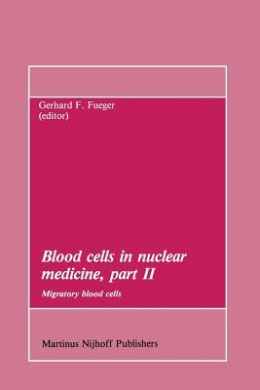 Gerhard F. Fueger
(editor)
Blood cells in nuclear
medicine, part II
Migratory blood cells
Martinus Nijhoff Publishers